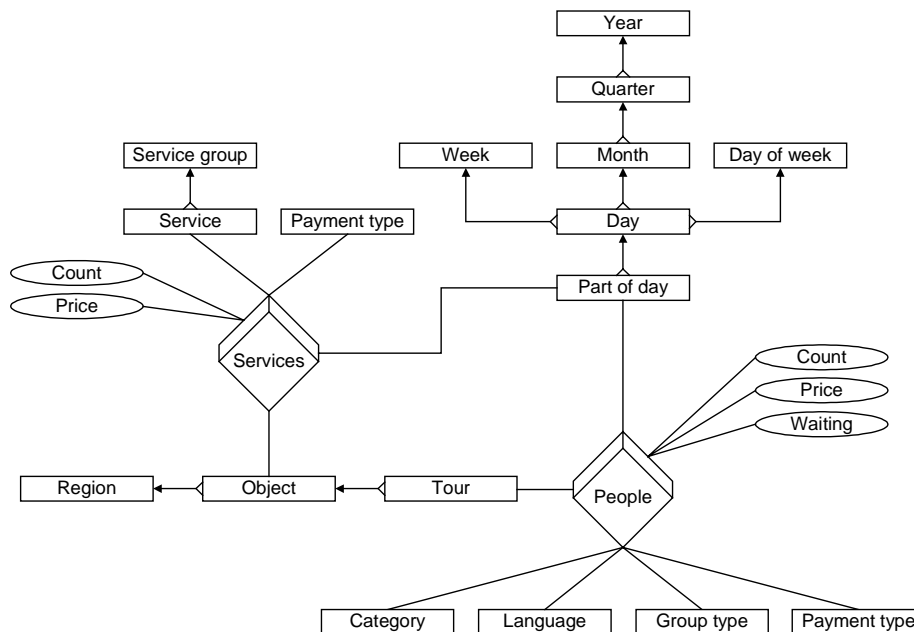 Year
Quarter
Service group
Week
Month
Day of week
Service
Payment type
Day
Count
Price
Part of day
Services
Count
Price
Waiting
Region
Object
Tour
People
Category
Language
Group type
Payment type